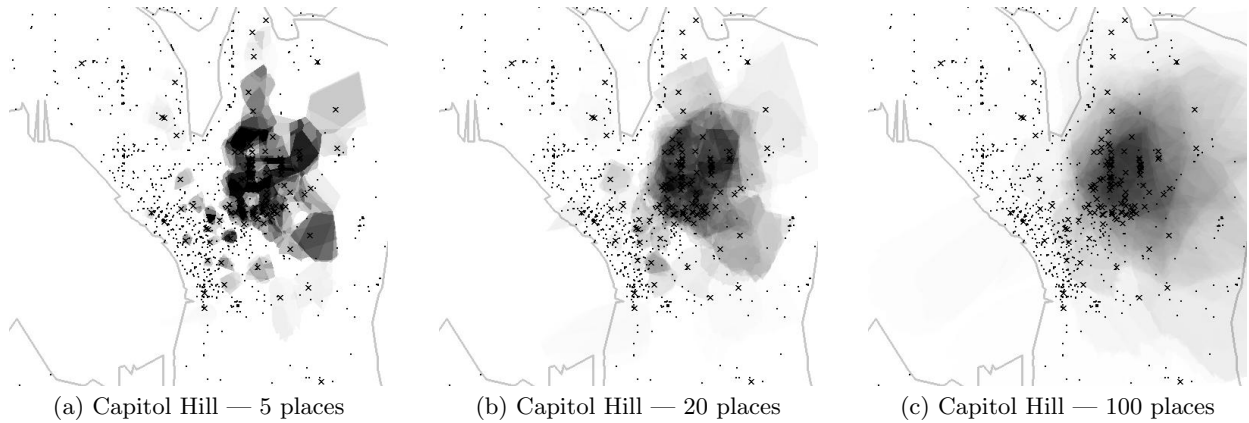 (a) Capitol Hill — 5 places
(b) Capitol Hill — 20 places
(c) Capitol Hill — 100 places